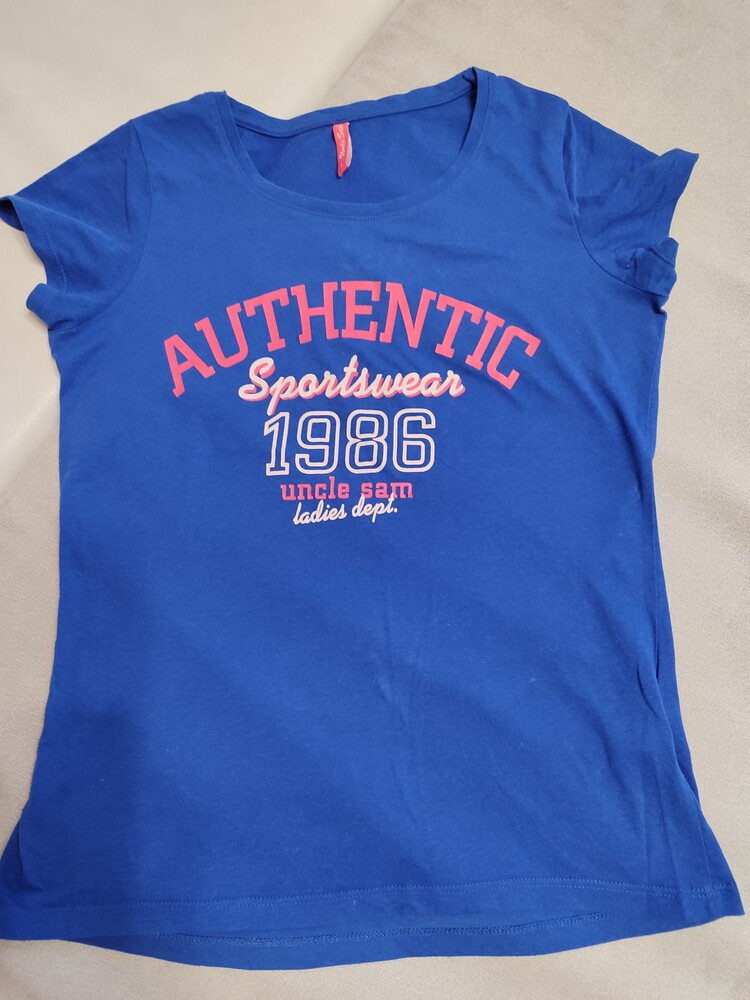 AUTHENTIC
Sportswear
1986
uncle sam
ladies dept.